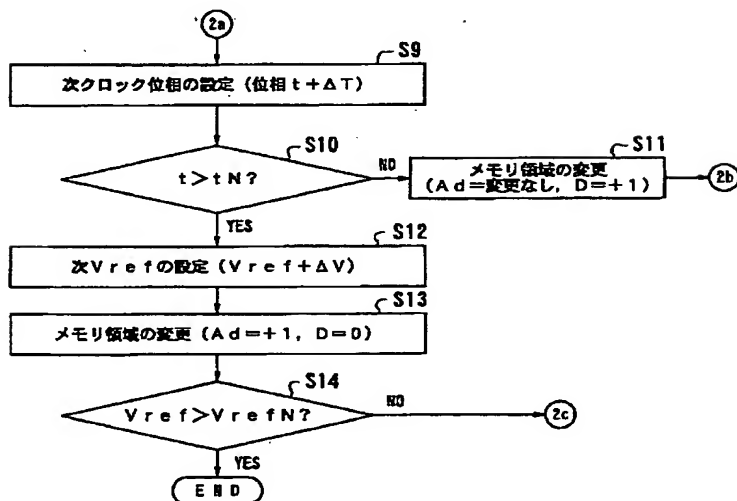 2a
S9
次クロック位相の設定(位相t+ΔT)
S10
t>tN?
NO
S11
メモリ領域の変更
(Ad=変更なし,D=+1)
2b
YES
S12
次Vrefの設定(Vref+ΔV)
S13
メモリ領域の変更(Ad=+1,D=0)
S14
Vref>VrefN?
NO
2c
YES
END